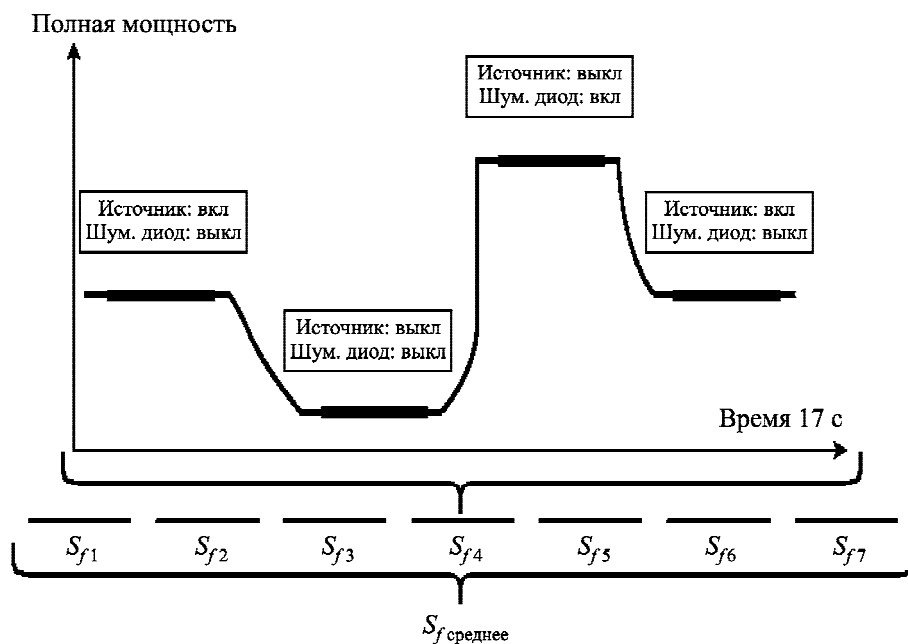 Полная мощность
Источник: выкл
Шум. диод: вкл
Источник: вкл
Шум. диод: выкл
Источник: вкл
Шум. диод: выкл
Источник: выкл
Шум. диод: выкл
Время 17 с
S_f1 S_f2 S_f3 S_f4 S_f5 S_f6 S_f7
S_f среднее